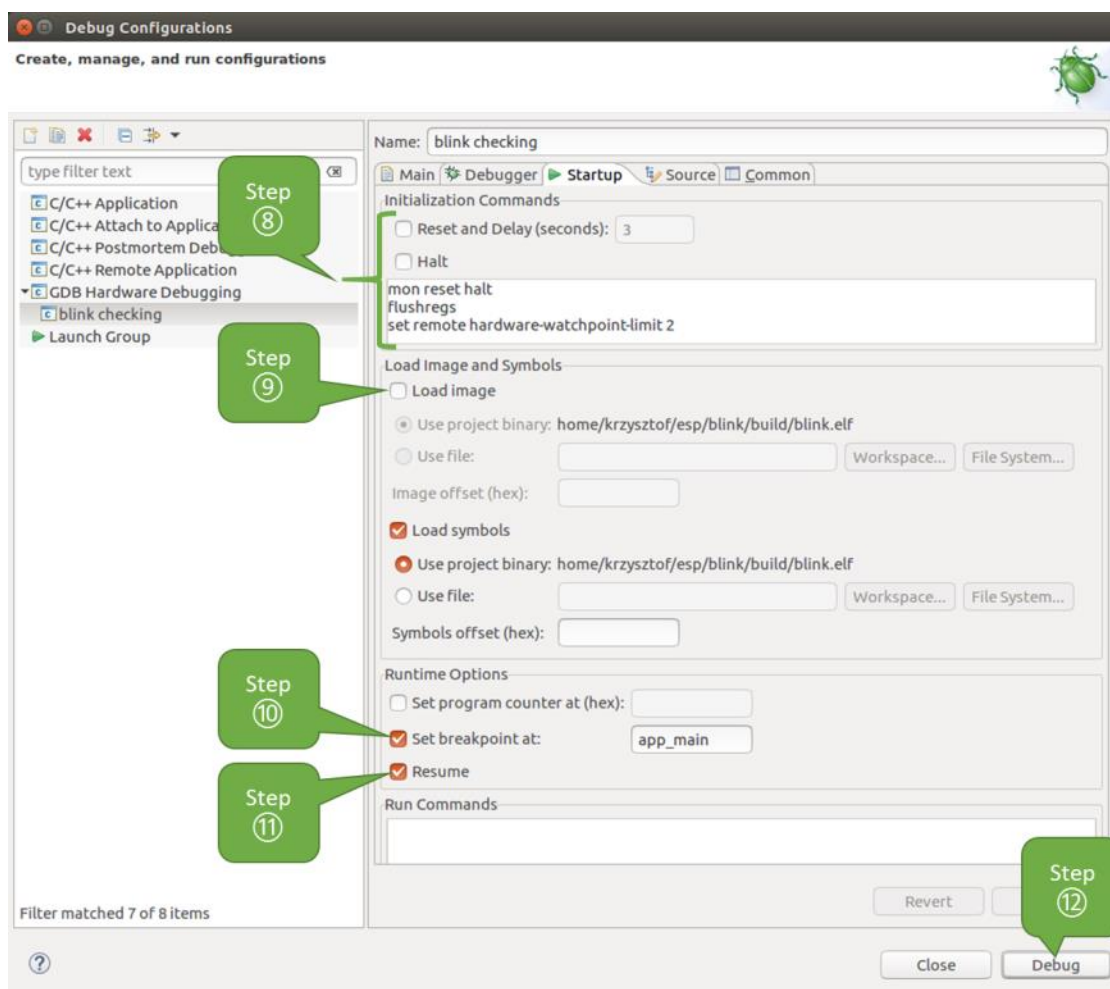 Debug Configurations
Create, manage, and run configurations
type filter text
C/C++ Application
C/C++ Attach to Applica
C/C++ Postmortem Debu
C/C++ Remote Application
GDB Hardware Debugging
blink checking
Launch Group
Filter matched 7 of 8 items
Step
⑧
Step
⑨
Step
⑩
Step
⑪
Name: blink checking
Main Debugger Startup Source Common
Initialization Commands
Reset and Delay (seconds): 3
Halt
mon reset halt
flushregs
set remote hardware-watchpoint-limit 2
Load Image and Symbols
Load image
Use project binary: home/krzysztof/esp/blink/build/blink.elf
Use file: Workspace... File System...
Image offset (hex):
Load symbols
Use project binary: home/krzysztof/esp/blink/build/blink.elf
Use file: Workspace... File System...
Symbols offset (hex):
Runtime Options
Set program counter at (hex):
Set breakpoint at: app_main
Resume
Run Commands
Step
⑫
Revert
Close Debug